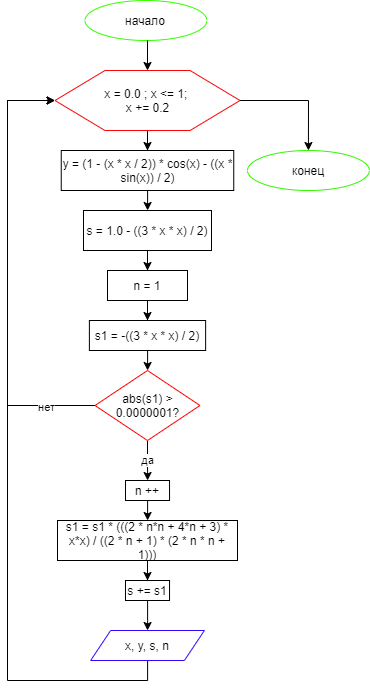 начало
x = 0.0 ; x <= 1;
x += 0.2
y = (1 - (x * x / 2)) * cos(x) - ((x *
sin(x)) / 2)
конец
s = 1.0 - ((3 * x * x) / 2)
n = 1
s1 = -((3 * x * x) / 2)
abs(s1) >
0.0000001?
нет
да
n ++
s1 = s1 * (((2 * n*n + 4*n + 3) *
x*x) / ((2 * n + 1) * (2 * n * n +
1)))
s += s1
x, y, s, n